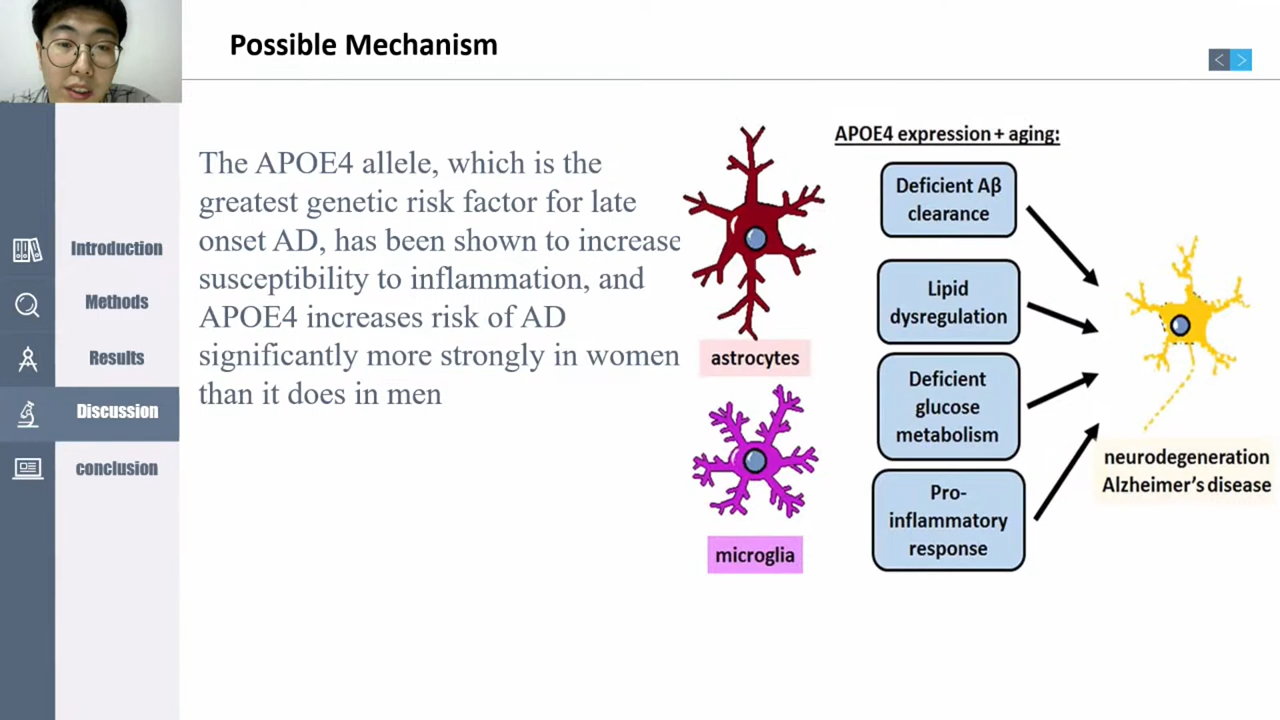 Possible Mechanism
Introduction
Methods
Results
Discussion
conclusion
The APOE4 allele, which is the
greatest genetic risk factor for late
onset AD, has been shown to increase
susceptibility to inflammation, and
APOE4 increases risk of AD
significantly more strongly in women
than it does in men
astrocytes
microglia
APOE4 expression + aging:
Deficient Aβ
clearance
Lipid
dysregulation
Deficient
glucose
metabolism
Pro-
inflammatory
response
neurodegeneration
Alzheimer's disease